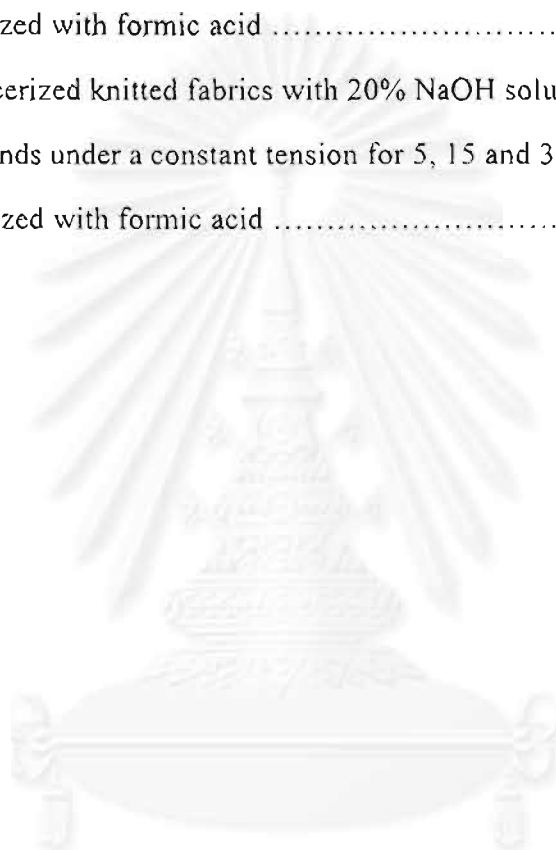 zed with formic acid ............................
erized knitted fabrics with 20% NaOH solu
nds under a constant tension for 5, 15 and 3
zed with formic acid ............................